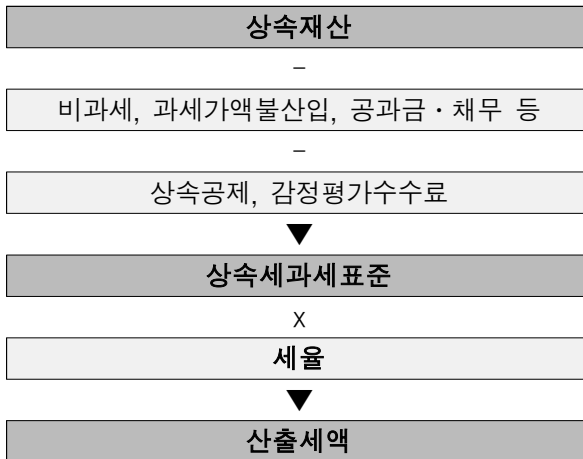 상속재산
−
비과세, 과세가액불산입, 공과금・채무 등
−
상속공제, 감정평가수수료
▼
상속세과세표준
X
세율
▼
산출세액